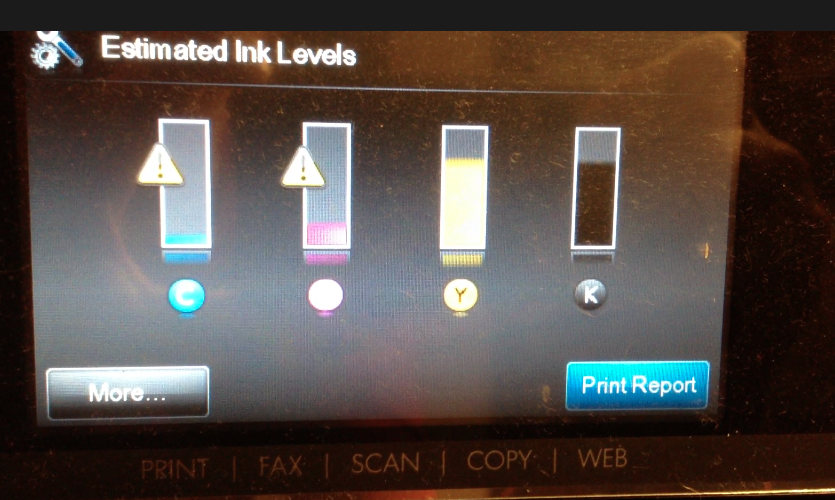 Estimated Ink Levels
C Y K
More...
Print Report
PRINT | FAX | SCAN | COPY | WEB